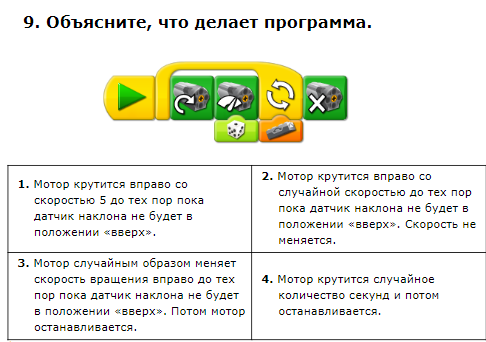 9. Объясните, что делает программа.
1. Мотор крутится вправо со
скоростью 5 до тех пор пока
датчик наклона не будет в
положении «вверх».
2. Мотор крутится вправо со
случайной скоростью до тех пор
пока датчик наклона не будет в
положении «вверх». Скорость не
меняется.
3. Мотор случайным образом меняет
скорость вращения вправо до тех
пор пока датчик наклона не будет
в положении «вверх». Потом мотор
останавливается.
4. Мотор крутится случайное
количество секунд и потом
останавливается.